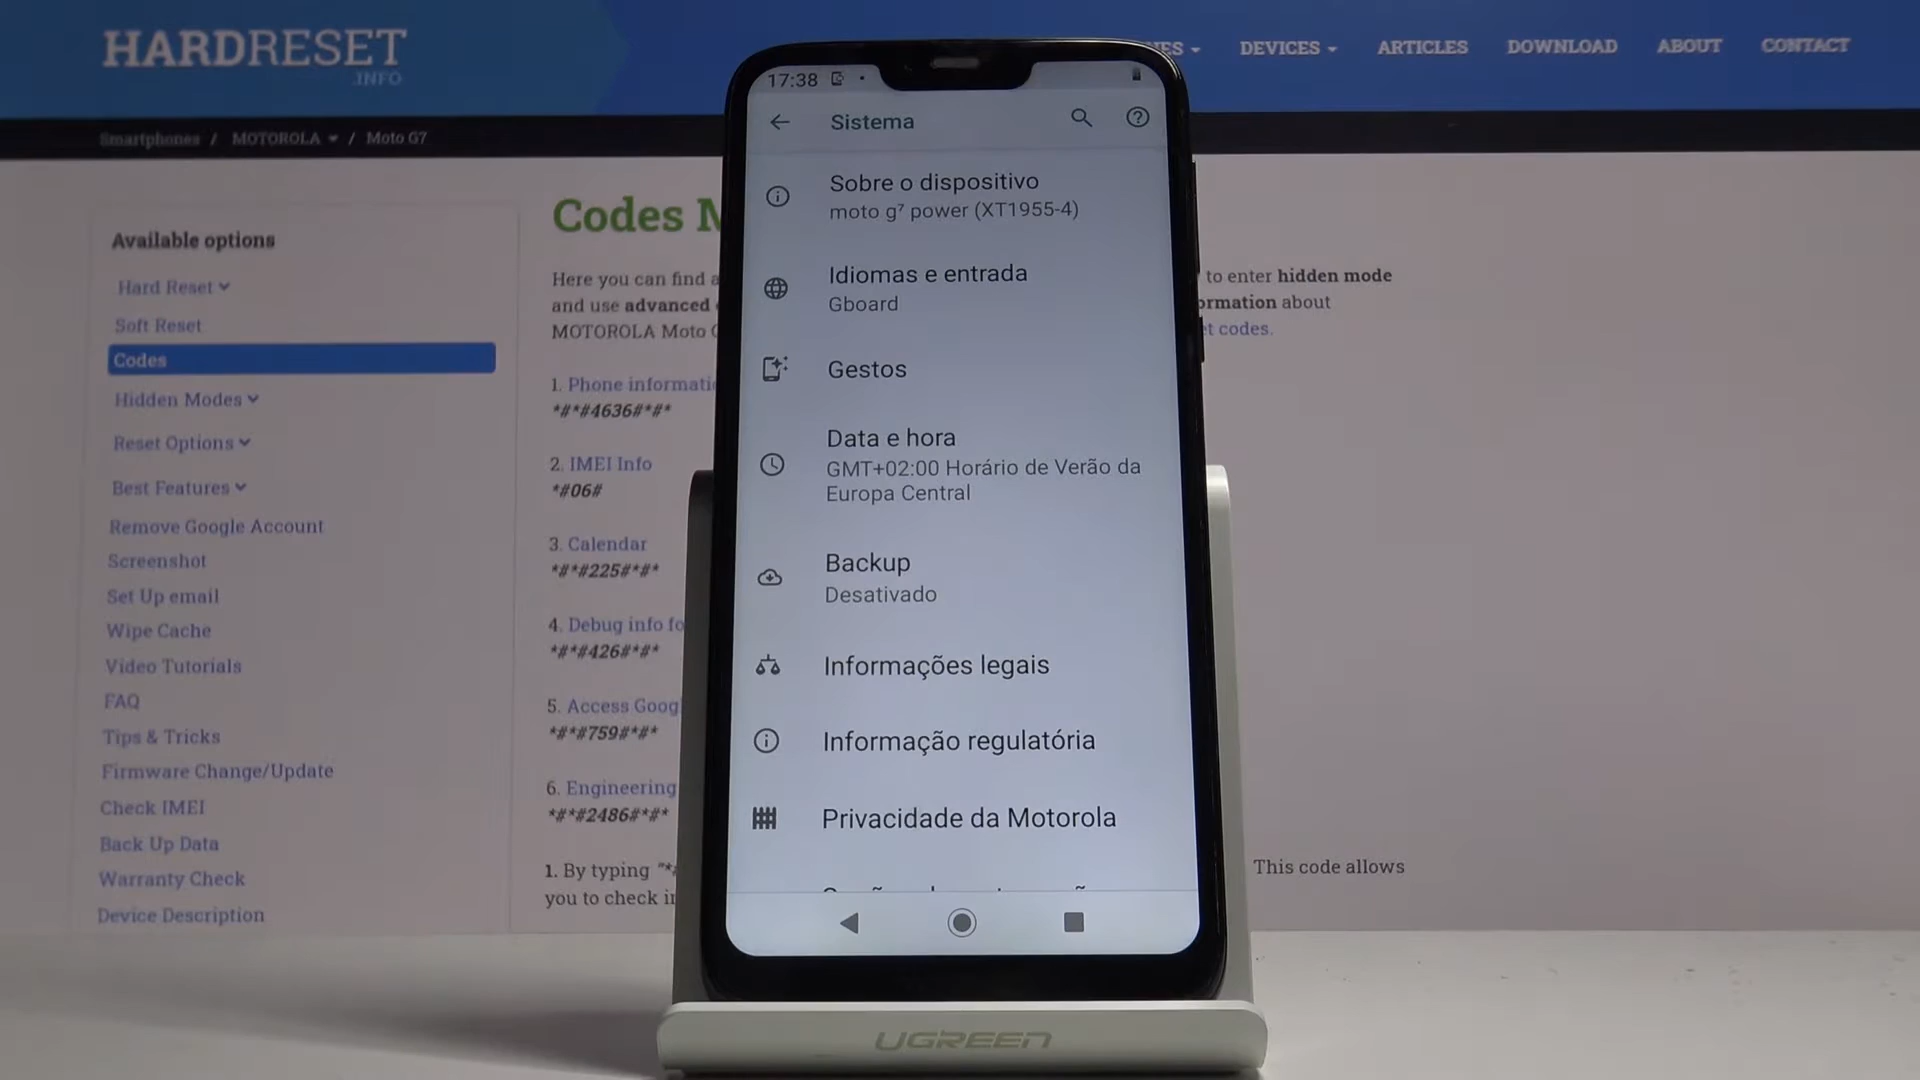 HARDRESET
.INFO
DEVICES
ARTICLES
DOWNLOAD
ABOUT
CONTACT
Smartphones / MOTOROLA / Moto G7
Available options
Hard Reset
Soft Reset
Codes
Hidden Modes
Reset Options
Best Features
Remove Google Account
Screenshot
Set Up email
Wipe Cache
Video Tutorials
FAQ
Tips & Tricks
Firmware Change/Update
Check IMEI
Back Up Data
Warranty Check
Device Description
Codes
Here you can find
and use advanced
MOTOROLA Moto
to enter hidden mode
about
codes.
1. Phone
*#*#4636#*#*
2. IMEI Info
*#06#
3. Calendar
*#*#225#*#*
4. Debug info
*#*#426#*#*
5. Access
*#*#759#*#*
6. Engineering
*#*#2486#*#*
1. By typing
you to check
This code allows
17:38
Sistema
Sobre o dispositivo
moto g⁷ power (XT1955-4)
Idiomas e entrada
Gboard
Gestos
Data e hora
GMT+02:00 Horário de Verão da
Europa Central
Backup
Desativado
Informações legais
Informação regulatória
Privacidade da Motorola
UGREEN